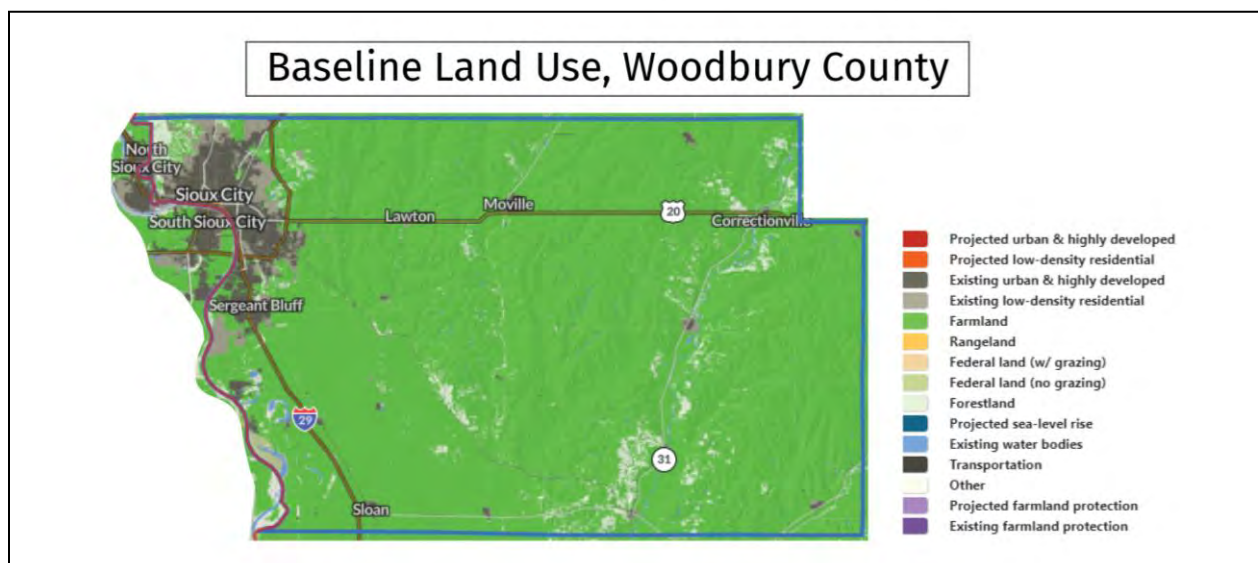 Baseline Land Use, Woodbury County
North
Sioux City
Sioux City
South Sioux City
Lawton
Moville
20
Correctionville
Sergeant Bluff
29
31
Sloan
Projected urban & highly developed
Projected low-density residential
Existing urban & highly developed
Existing low-density residential
Farmland
Rangeland
Federal land (w/ grazing)
Federal land (no grazing)
Forestland
Projected sea-level rise
Existing water bodies
Transportation
Other
Projected farmland protection
Existing farmland protection